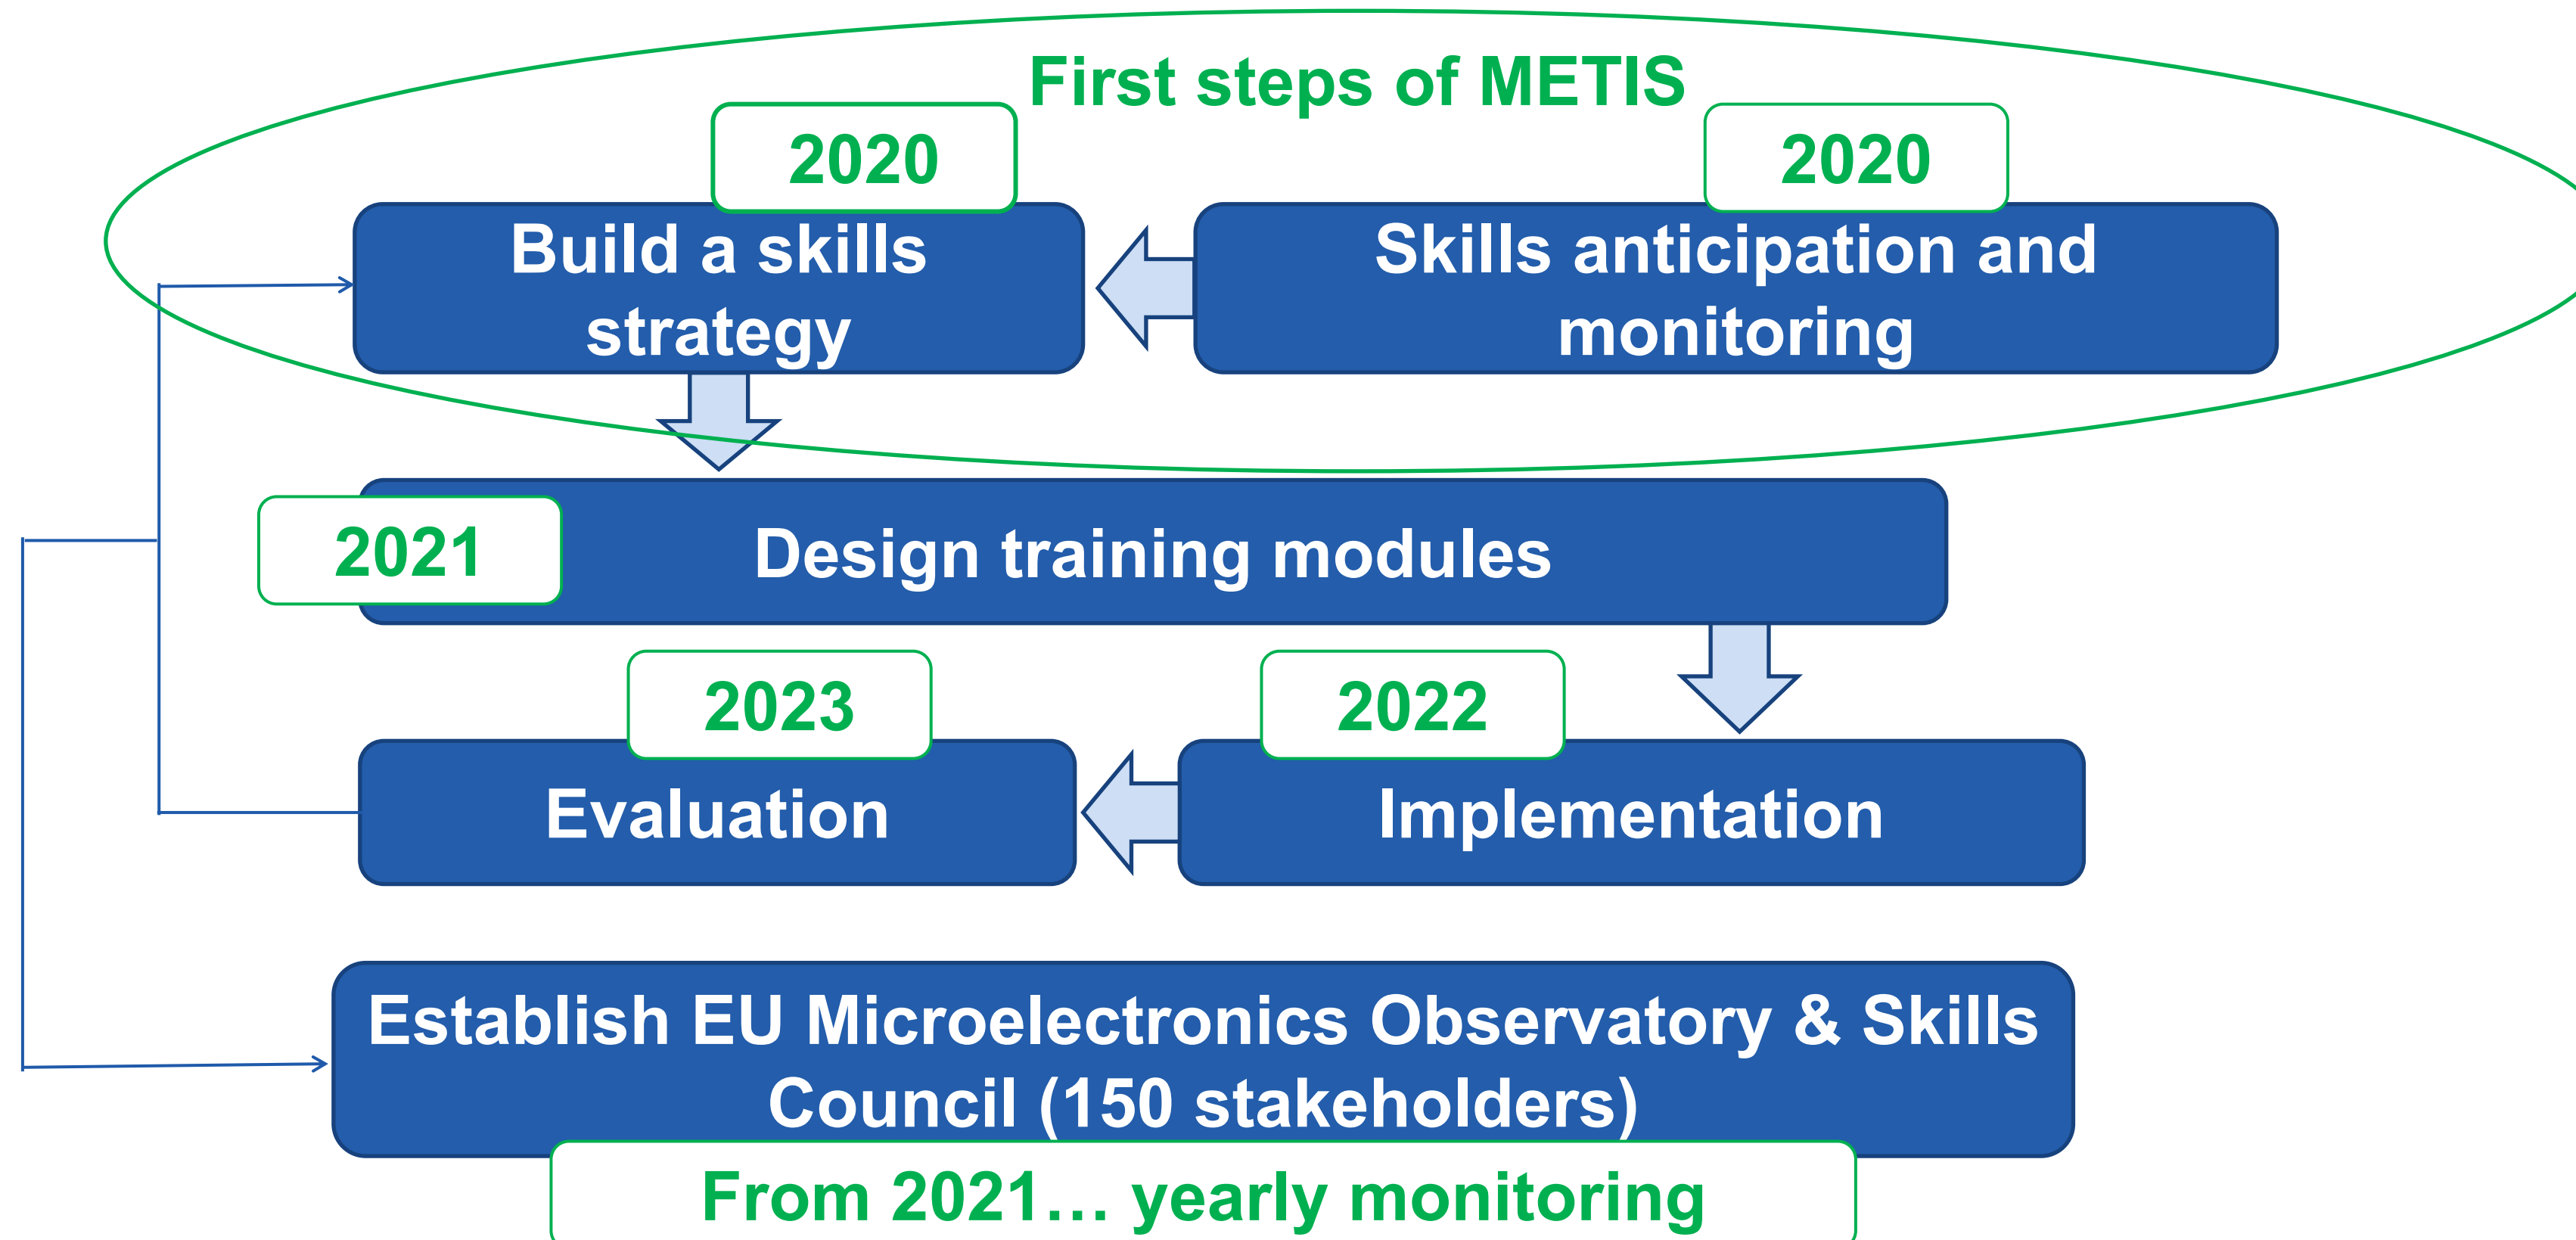 First steps of METIS
2020
2020
Build a skills
strategy
Skills anticipation and
monitoring
2021
Design training modules
2023
2022
Evaluation
Implementation
Establish EU Microelectronics Observatory & Skills
Council (150 stakeholders)
From 2021… yearly monitoring